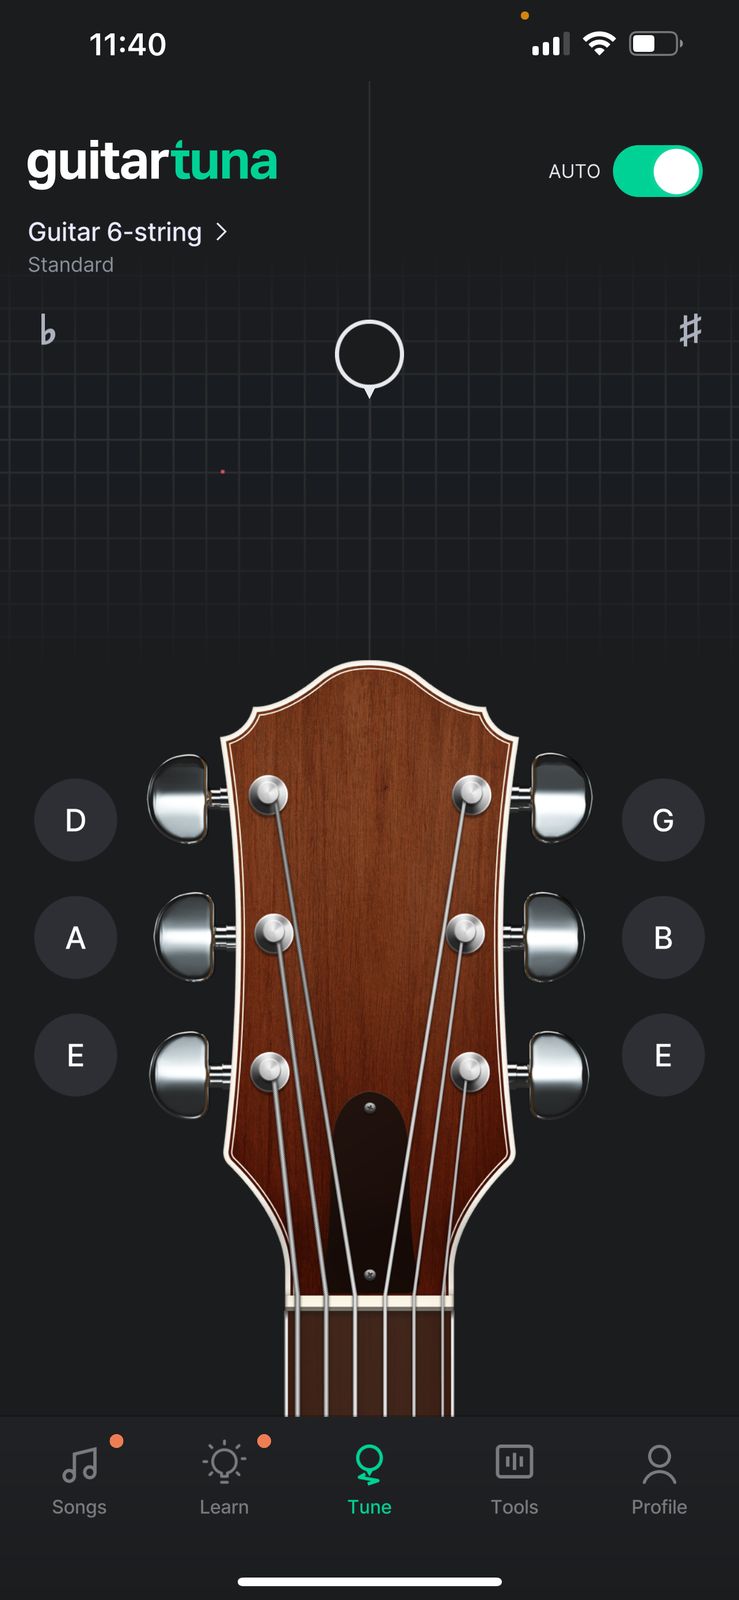 11:40
guitartuna
AUTO
Guitar 6-string
Standard
♭ ♯
D G
A B
E E
Songs Learn Tune Tools Profile